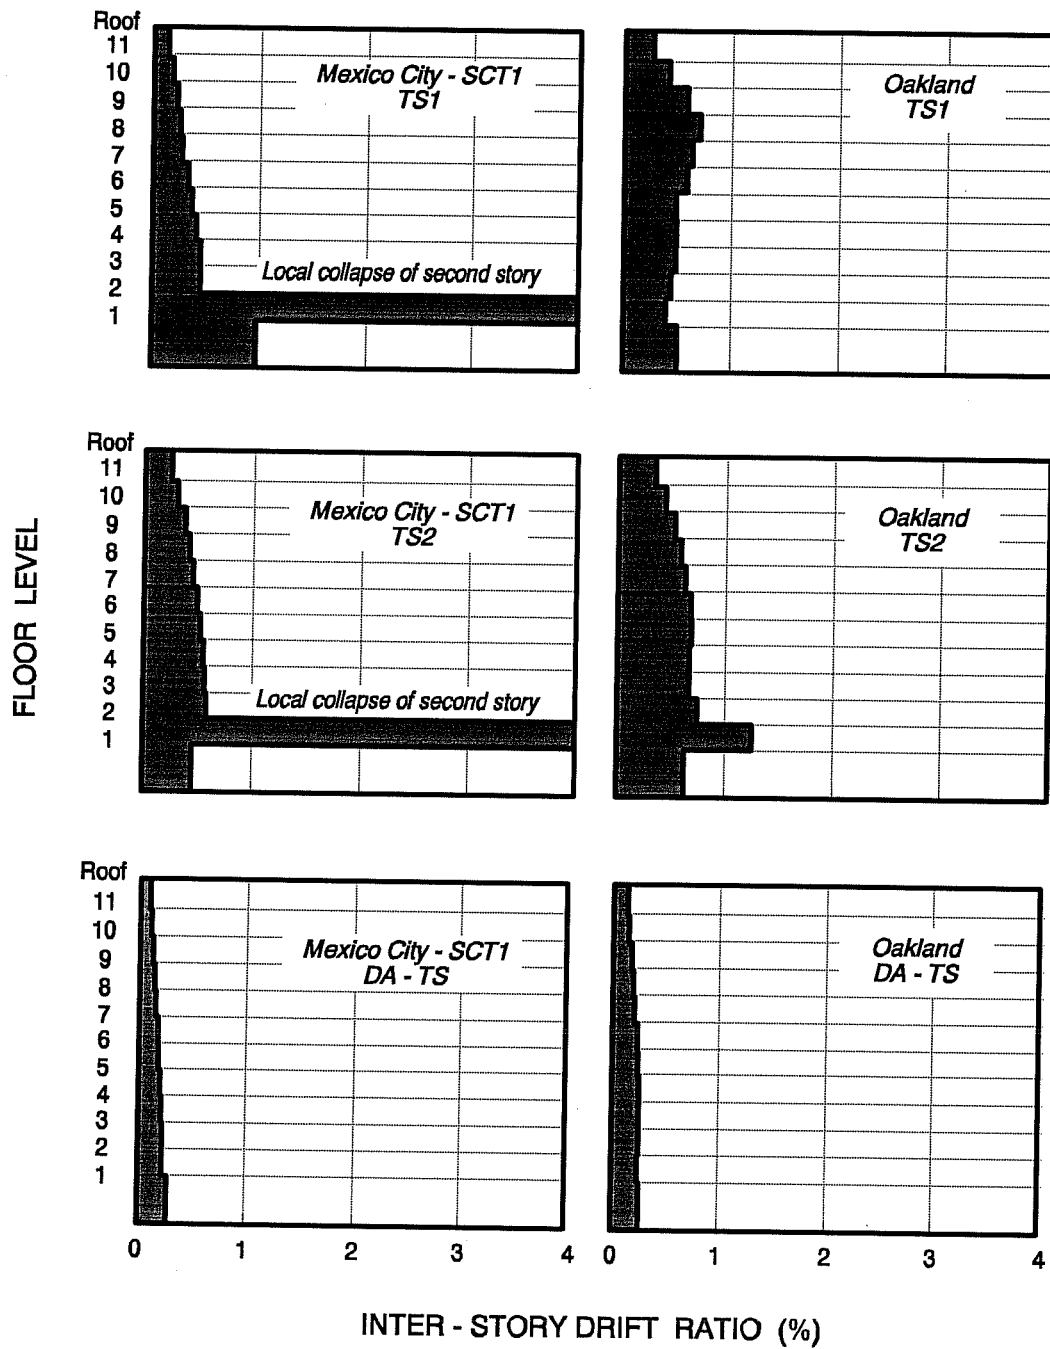 Roof
11
10
9
8
7
6
5
4
3
2
1
Mexico City - SCT1
TS1
Local collapse of second story
Oakland
TS1
Roof
11
10
9
8
7
6
5
4
3
2
1
Mexico City - SCT1
TS2
Local collapse of second story
Oakland
TS2
FLOOR LEVEL
Roof
11
10
9
8
7
6
5
4
3
2
1
Mexico City - SCT1
DA - TS
Oakland
DA - TS
0 1 2 3 4
0 1 2 3 4
INTER - STORY DRIFT RATIO (%)